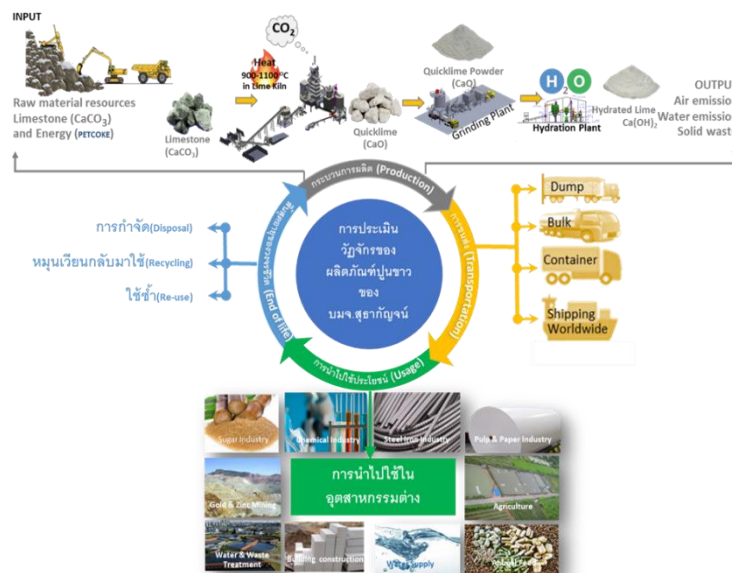 INPUT
Raw material resources
Limestone (CaCO3)
and Energy (PETCOKE)
Limestone
(CaCO3)
CO2
Heat
900-1100 °C
in Lime Kiln
Quicklime
(CaO)
Quicklime Powder
(CaO)
Grinding Plant
H2O
Hydration Plant
Hydrated Lime
Ca(OH)2
OUTPU
Air emission
Water emission
Solid waste
กระบวนการผลิต (Production)
การขนส่ง (Transportation)
Dump
Bulk
Container
Shipping
Worldwide
การนำไปใช้ประโยชน์ (Usage)
(End of life)
การกำจัด(Disposal)
หมุนเวียนกลับมาใช้(Recycling)
ใช้ซ้ำ(Re-use)
การประเมิน
วัฏจักรของ
ผลิตภัณฑ์ปูนขาว
ของ
บมจ.สุธากัญจน์
Sugar Industry
Chemical Industry
Steel Iron Industry
Pulp & Paper Industry
Gold & Zinc Mining
การนำไปใช้ใน
อุตสาหกรรมต่าง
Agriculture
Water & Waste
Treatment
Building construction
Water Supply
Animal Feed